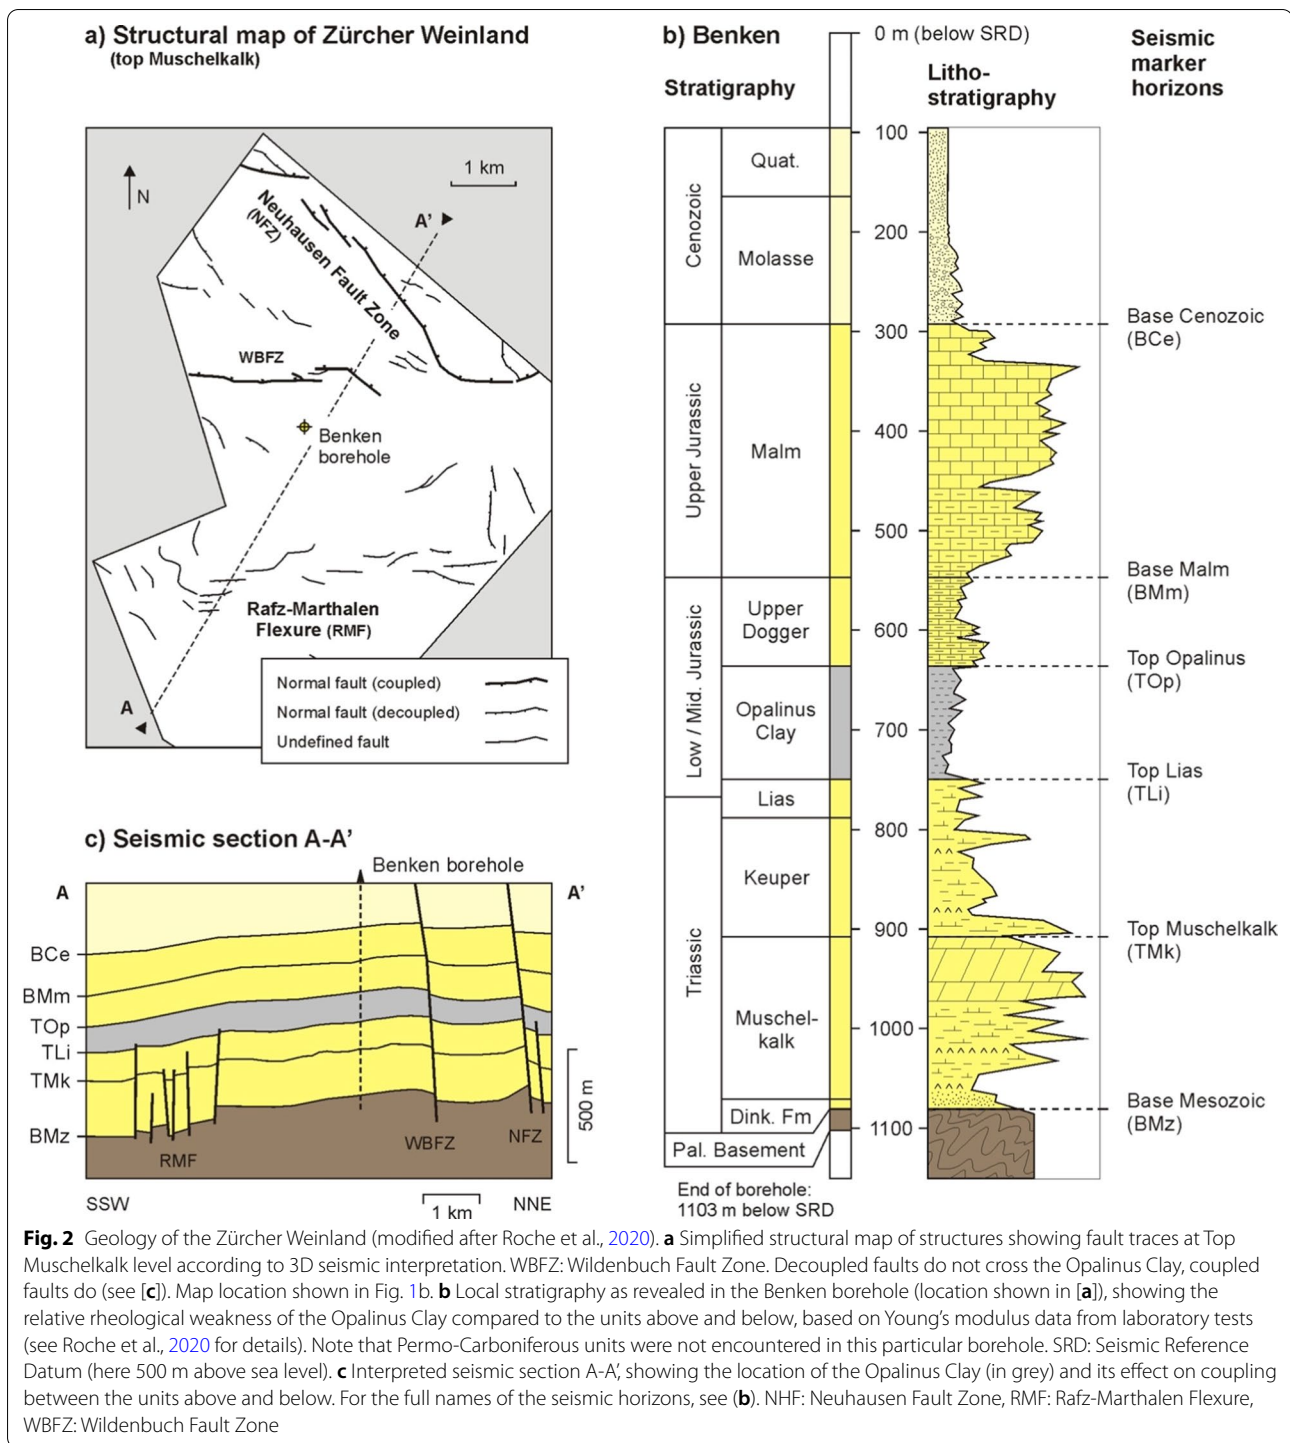 a) Structural map of Zürcher Weinland
(top Muschelkalk)
N
1 km
A'
Neuhausen Fault Zone
(NFZ)
WBFZ
Benken
borehole
Rafz-Marthalen
Flexure (RMF)
A
Normal fault (coupled)
Normal fault (decoupled)
Undefined fault
b) Benken
Stratigraphy
0 m (below SRD)
Litho-
stratigraphy
Seismic
marker
horizons
Cenozoic
Upper Jurassic
Low / Mid. Jurassic
Triassic
Quat.
Molasse
Malm
Upper
Dogger
Opalinus
Clay
Lias
Keuper
Muschel-
kalk
Dink. Fm
Pal. Basement
End of borehole:
1103 m below SRD
100
200
300
400
500
600
700
800
900
1000
1100
Base Cenozoic
(BCe)
Base Malm
(BMm)
Top Opalinus
(TOp)
Top Lias
(TLi)
Top Muschelkalk
(TMk)
Base Mesozoic
(BMz)
c) Seismic section A-A'
Benken borehole
A
A'
BCe
BMm
TOp
TLi
TMk
BMz
RMF
WBFZ
NFZ
500 m
SSW
1 km
NNE
Fig. 2 Geology of the Zürcher Weinland (modified after Roche et al., 2020). a Simplified structural map of structures showing fault traces at Top
Muschelkalk level according to 3D seismic interpretation. WBFZ: Wildenbuch Fault Zone. Decoupled faults do not cross the Opalinus Clay, coupled
faults do (see [c]). Map location shown in Fig. 1b. b Local stratigraphy as revealed in the Benken borehole (location shown in [a]), showing the
relative rheological weakness of the Opalinus Clay compared to the units above and below, based on Young's modulus data from laboratory tests
(see Roche et al., 2020 for details). Note that Permo-Carboniferous units were not encountered in this particular borehole. SRD: Seismic Reference
Datum (here 500 m above sea level). c Interpreted seismic section A-A', showing the location of the Opalinus Clay (in grey) and its effect on coupling
between the units above and below. For the full names of the seismic horizons, see (b). NHF: Neuhausen Fault Zone, RMF: Rafz-Marthalen Flexure,
WBFZ: Wildenbuch Fault Zone